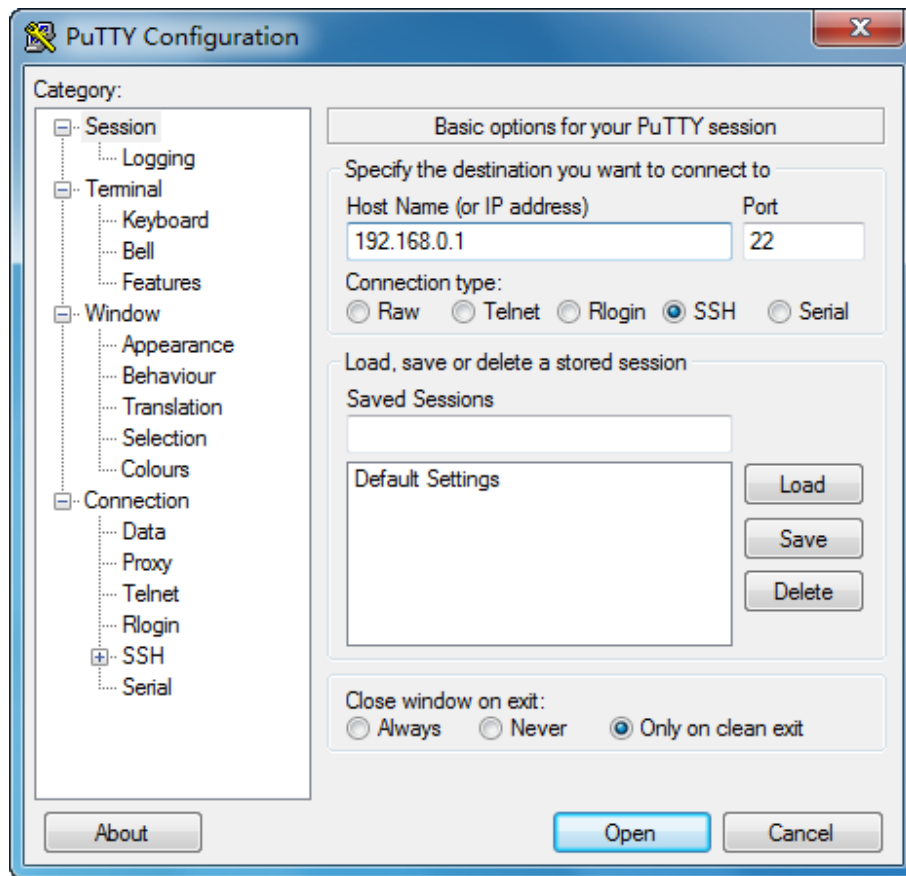 PuTTY Configuration
Category:
Session
Logging
Terminal
Keyboard
Bell
Features
Window
Appearance
Behaviour
Translation
Selection
Colours
Connection
Data
Proxy
Telnet
Rlogin
SSH
Serial
Basic options for your PuTTY session
Specify the destination you want to connect to
Host Name (or IP address) Port
192.168.0.1 22
Connection type:
Raw Telnet Rlogin SSH Serial
Load, save or delete a stored session
Saved Sessions
Default Settings
Load
Save
Delete
Close window on exit:
Always Never Only on clean exit
About Open Cancel